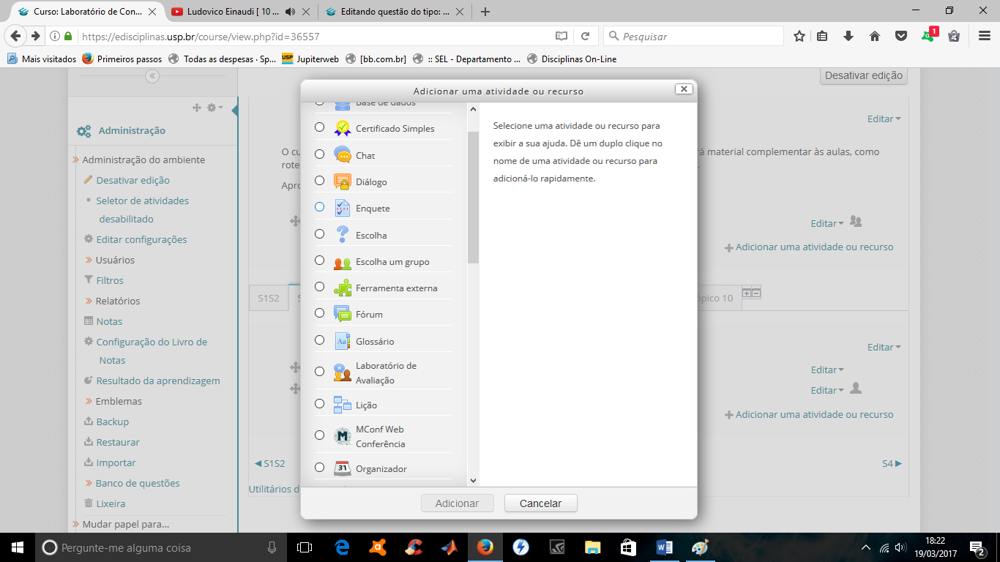 Curso: Laboratório de Con...
Ludovico Einaudi [ 10 ...
Editando questão do tipo: ...
https://edisciplinas.usp.br/course/view.php?id=36557
Pesquisar
1
Mais visitados
Primeiros passos
Todas as despesas · Sp...
USP
Jupiterweb
[bb.com.br]
:: SEL - Departamento ...
Disciplinas On-Line
Desativar edição
Administração
Administração do ambiente
Desativar edição
Seletor de atividades
desabilitado
Editar configurações
Usuários
Filtros
Relatórios
Notas
Configuração do Livro de
Notas
Resultado da aprendizagem
Emblemas
Backup
Restaurar
Importar
Banco de questões
Lixeira
Mudar papel para...
Editar
O cu
rá material complementar às aulas, como
rote
Apro
Editar
Adicionar uma atividade ou recurso
S1S2
S
ópico 10
Editar
Editar
Editar
Adicionar uma atividade ou recurso
S1S2
S4
Utilitários d
Adicionar uma atividade ou recurso
Base de dados
Certificado Simples
Chat
Diálogo
Enquete
Escolha
Escolha um grupo
Ferramenta externa
Fórum
Aa
Glossário
Laboratório de
Avaliação
Lição
M
MConf Web
Conferência
31
Organizador
Selecione uma atividade ou recurso para
exibir a sua ajuda. Dê um duplo clique no
nome de uma atividade ou recurso para
adicioná-lo rapidamente.
Adicionar
Cancelar
Pergunte-me alguma coisa
18:22
19/03/2017
2